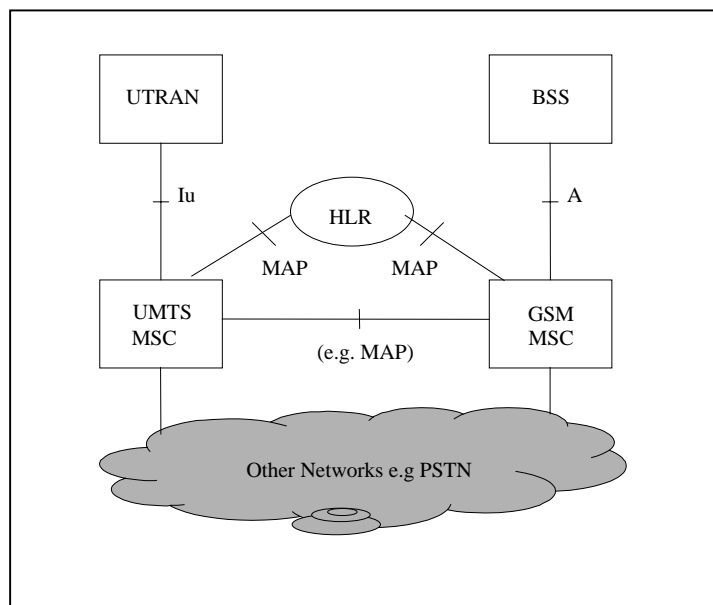 UTRAN
BSS
Iu
A
HLR
MAP
MAP
UMTS
MSC
GSM
MSC
(e.g. MAP)
Other Networks e.g PSTN